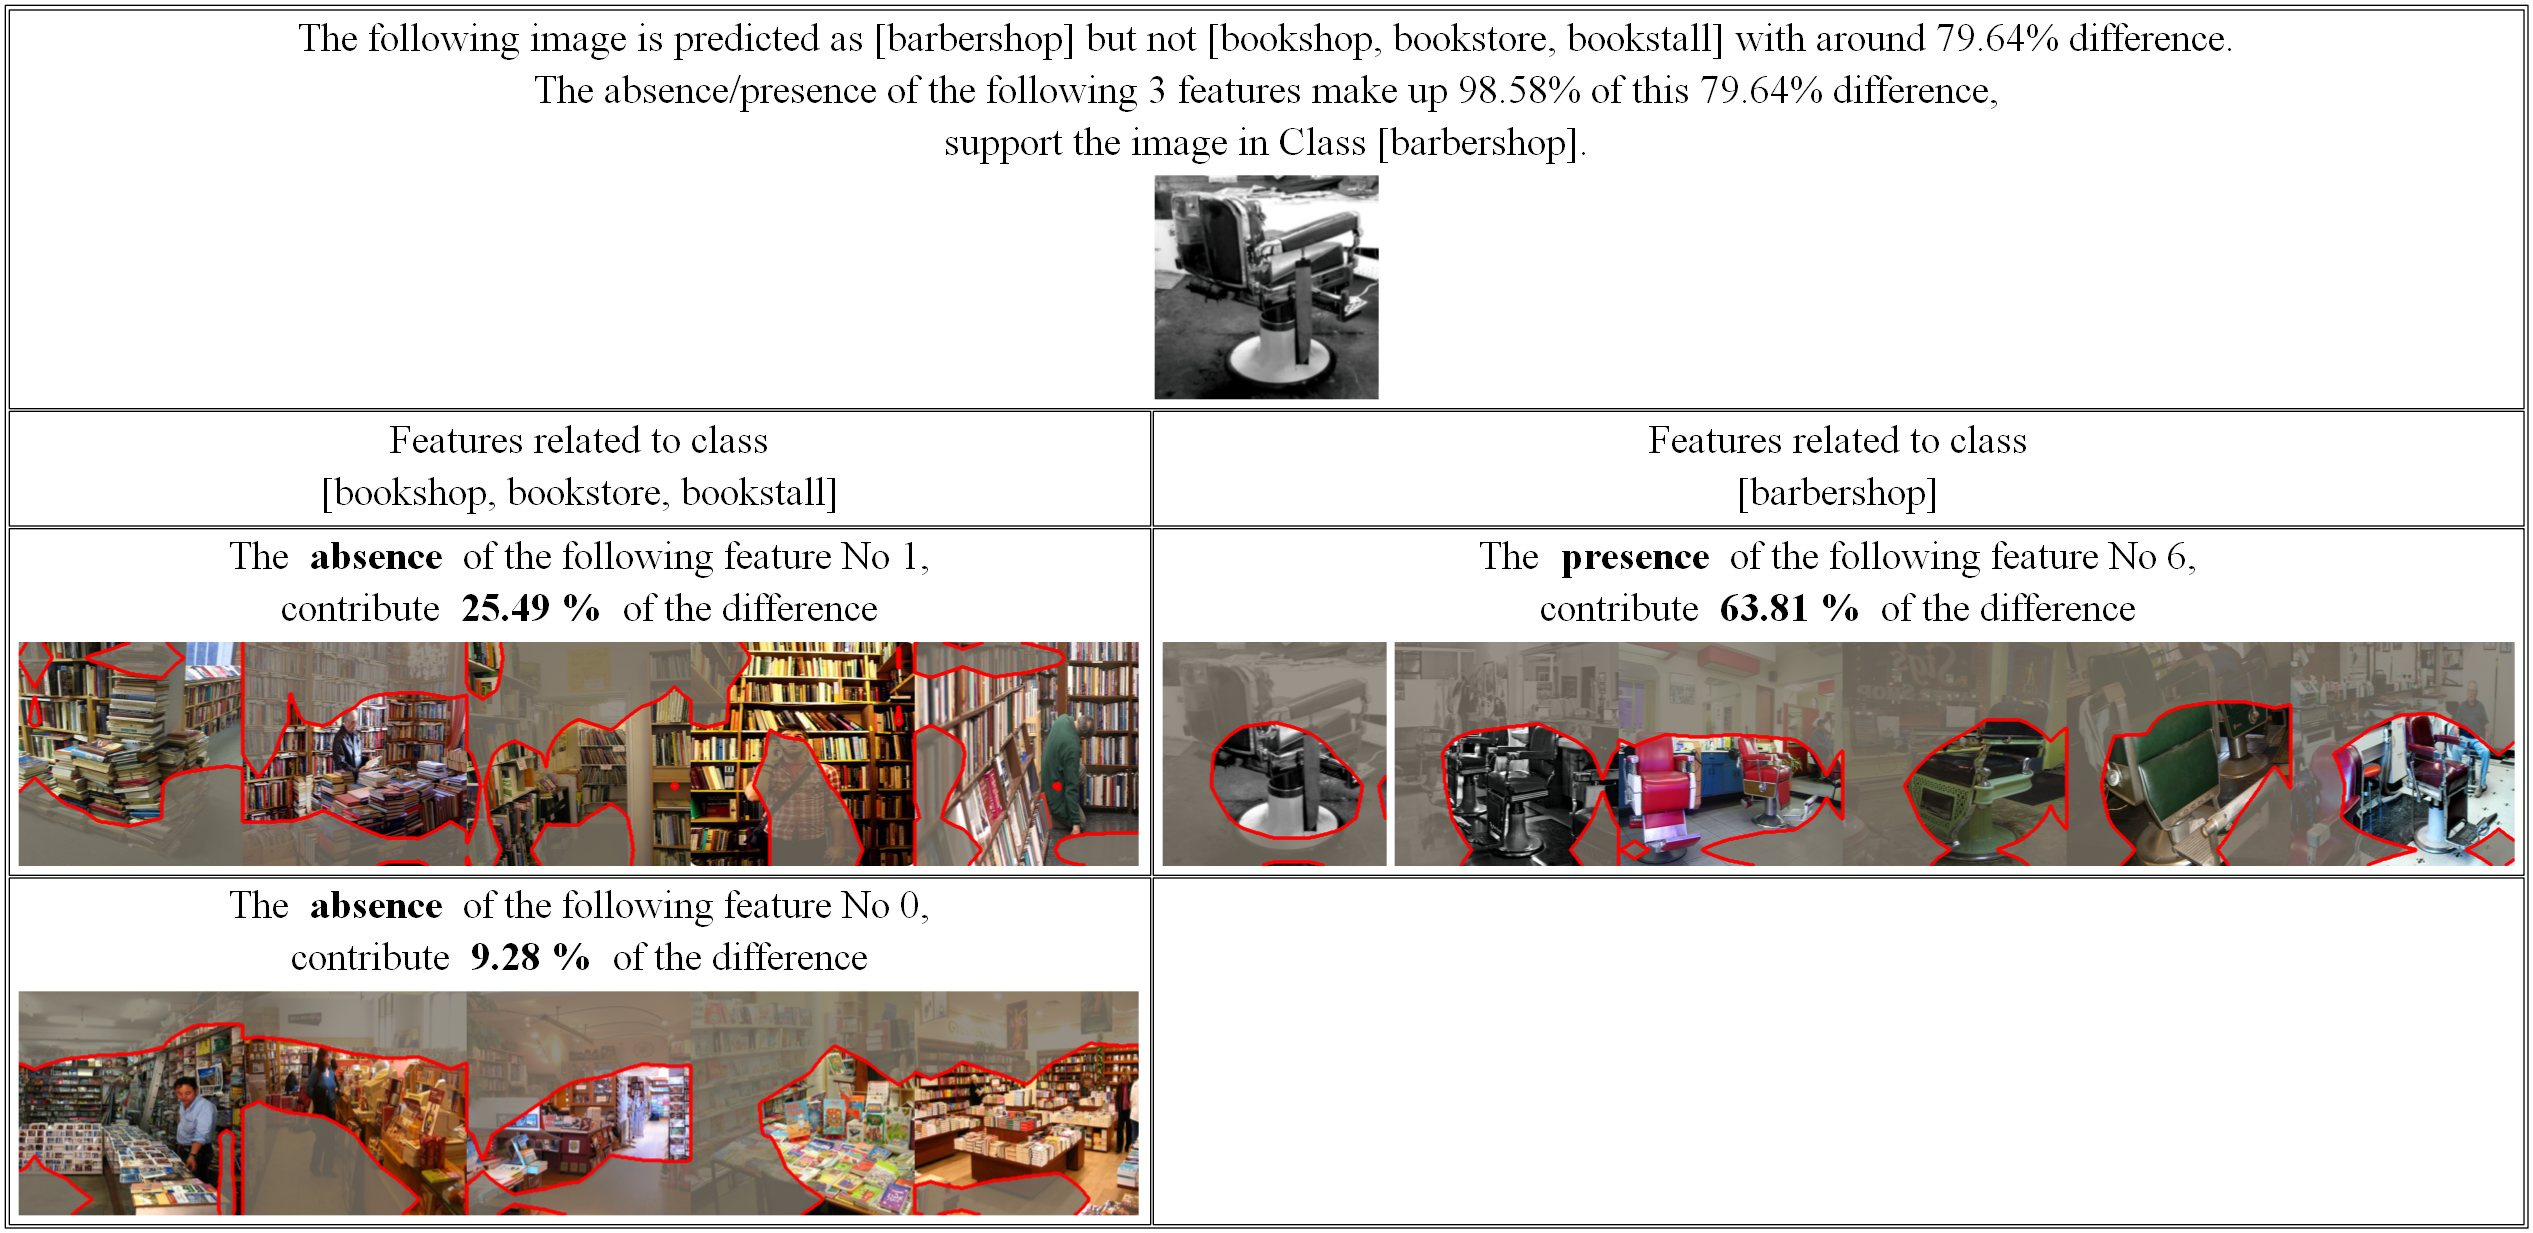 The following image is predicted as [barbershop] but not [bookshop, bookstore, bookstall] with around 79.64% difference.
The absence/presence of the following 3 features make up 98.58% of this 79.64% difference,
support the image in Class [barbershop].
Features related to class
[bookshop, bookstore, bookstall]
Features related to class
[barbershop]
The absence of the following feature No 1,
contribute 25.49 % of the difference
The presence of the following feature No 6,
contribute 63.81 % of the difference
The absence of the following feature No 0,
contribute 9.28 % of the difference